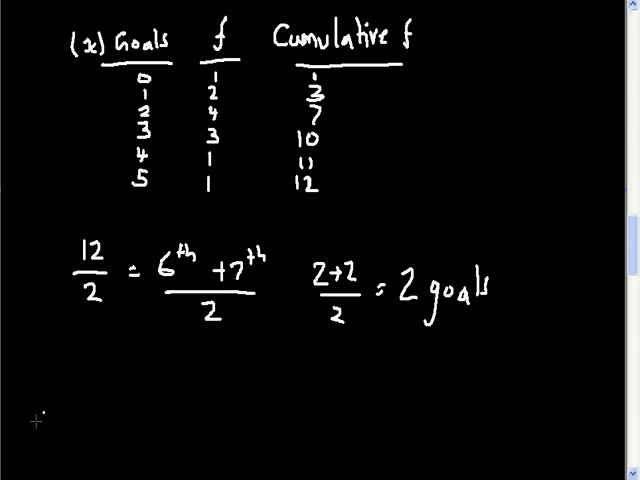 (x) Goals f Cumulative f
0 1 1
1 2 3
2 4 7
3 3 10
4 1 11
5 1 12
12/2 = 6th + 7th / 2 2+2/2 = 2 goals